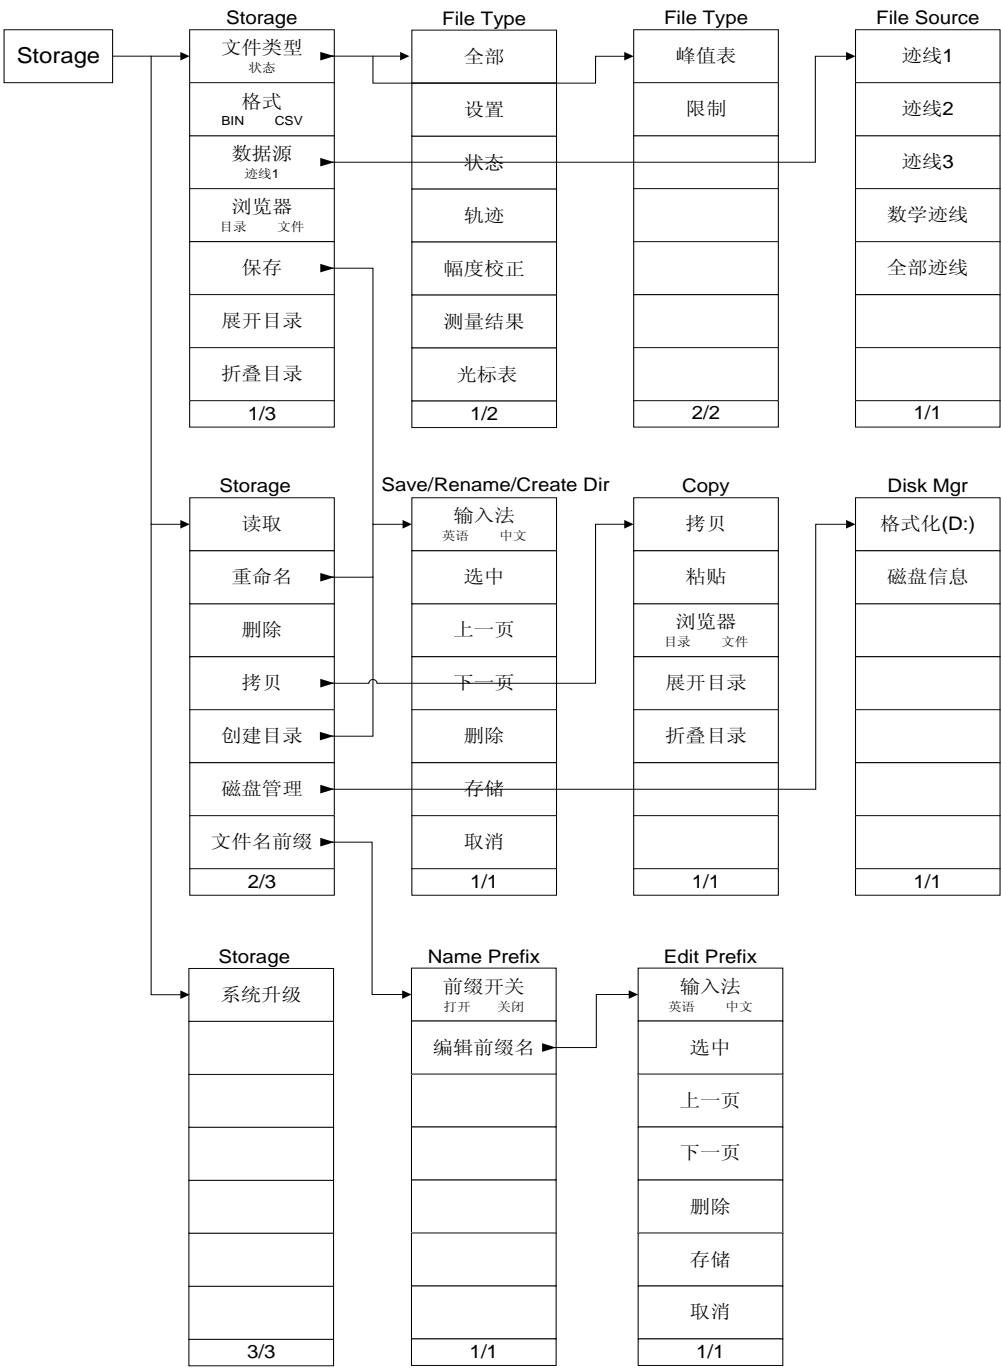 Storage
Storage
文件类型
状态
格式
BIN CSV
数据源
迹线1
浏览器
目录 文件
保存
展开目录
折叠目录
1/3
File Type
全部
设置
状态
轨迹
幅度校正
测量结果
光标表
1/2
File Type
峰值表
限制
2/2
File Source
迹线1
迹线2
迹线3
数学迹线
全部迹线
1/1
Storage
读取
重命名
删除
拷贝
创建目录
磁盘管理
文件名前缀
2/3
Save/Rename/Create Dir
输入法
英语 中文
选中
上一页
下一页
删除
存储
取消
1/1
Copy
拷贝
粘贴
浏览器
目录 文件
展开目录
折叠目录
1/1
Disk Mgr
格式化(D:)
磁盘信息
1/1
Storage
系统升级
3/3
Name Prefix
前缀开关
打开 关闭
编辑前缀名
1/1
Edit Prefix
输入法
英语 中文
选中
上一页
下一页
删除
存储
取消
1/1